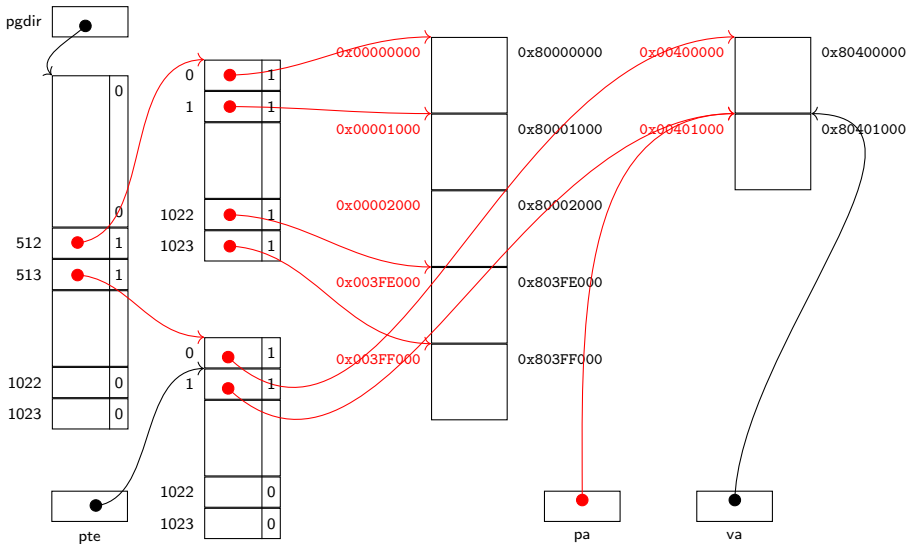 pgdir
0
0
512 1
513 1
1022 0
1023 0
pte
0 1
1 1
1022 1
1023 1
0 1
1 1
1022 0
1023 0
0x00000000 0x80000000
0x00001000 0x80001000
0x00002000 0x80002000
0x003FE000 0x803FE000
0x003FF000 0x803FF000
0x00400000 0x80400000
0x00401000 0x80401000
pa
va